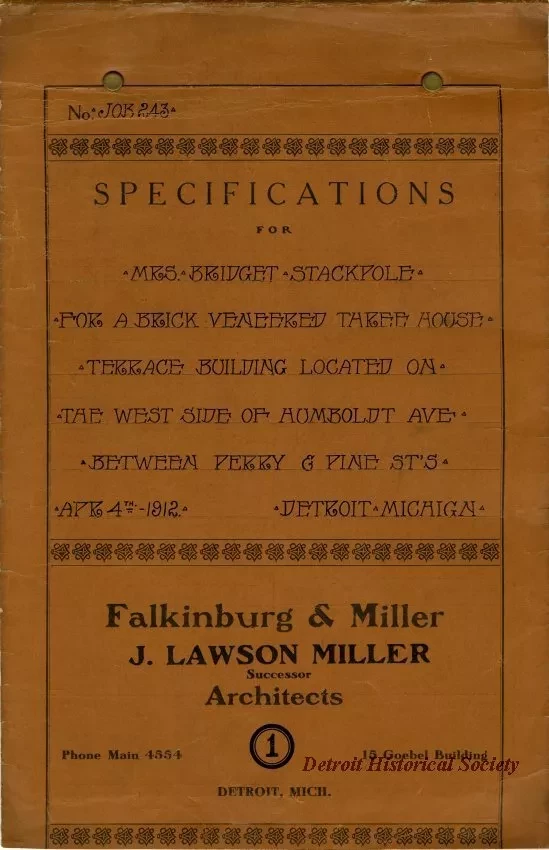 No. JOB 243
SPECIFICATIONS
FOR
MRS. BRIDGET STACKPOLE
FOR A BRICK VENEERED THREE HOUSE
TERRACE BUILDING LOCATED ON
THE WEST SIDE OF HUMBOLDT AVE.
BETWEEN PERRY & PINE ST'S
APR 4TH - 1912. DETROIT MICHIGN
Falkinburg & Miller
J. LAWSON MILLER
Successor
Architects
1
Phone Main 4554 15 Goebel Building
Detroit Historical Society
DETROIT, MICH.